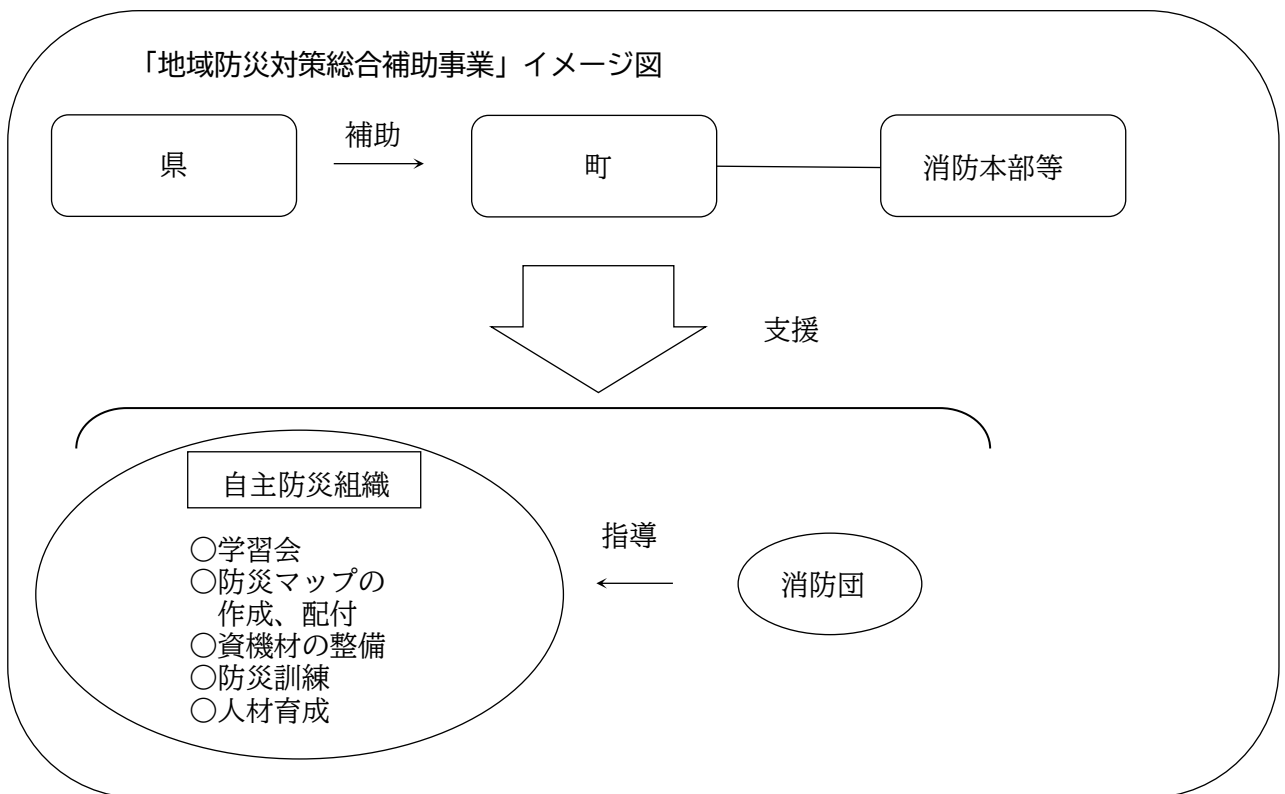 「地域防災対策総合補助事業」イメージ図
県
補助
町
消防本部等
支援
自主防災組織
○学習会
○防災マップの
作成、配付
○資機材の整備
○防災訓練
○人材育成
指導
消防団